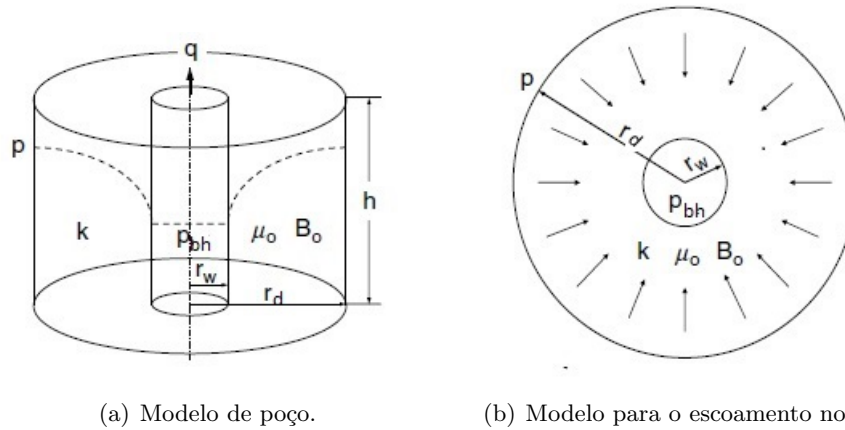 q
p
h
k
p_bh
μ_o B_o
r_w
r_d
p
r_d
r_w
p_bh
k μ_o B_o
(a) Modelo de poço.
(b) Modelo para o escoamento no